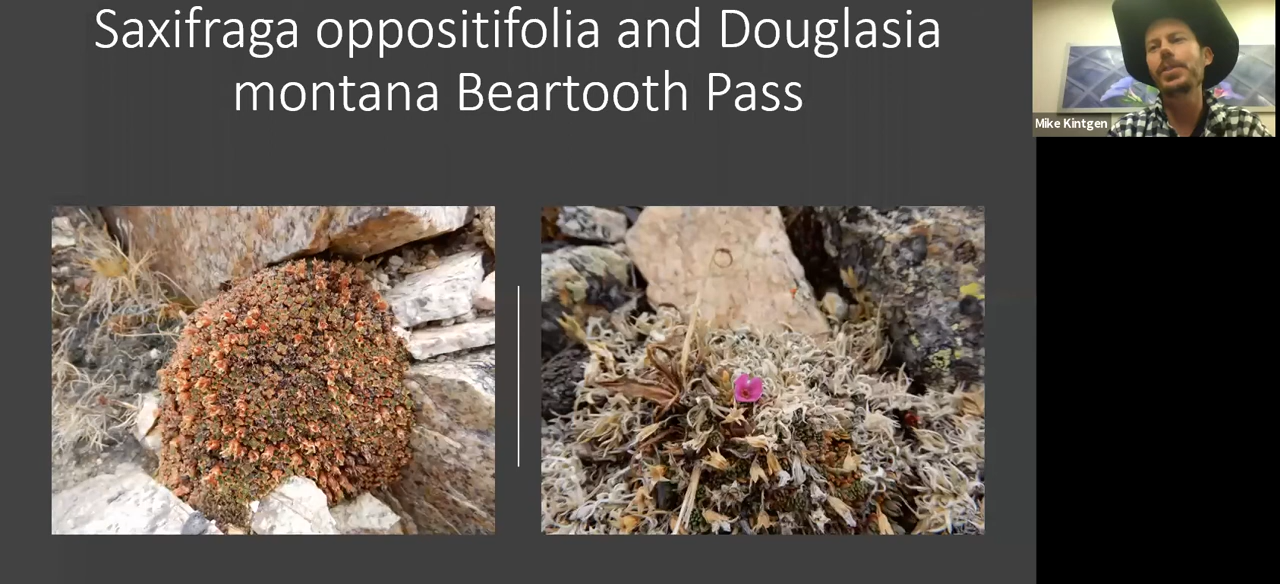 Saxifraga oppositifolia and Douglasia
montana Beartooth Pass
Mike Kintgen